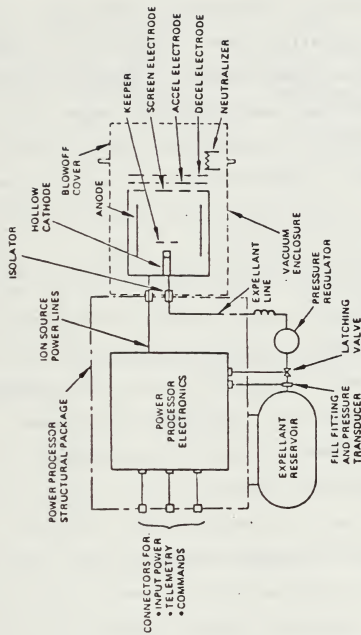 POWER PROCESSOR
STRUCTURAL PACKAGE
ION SOURCE
POWER LINES
ISOLATOR
HOLLOW
CATHODE
ANODE
BLOWOFF
COVER
KEEPER
SCREEN ELECTRODE
ACCEL ELECTRODE
DECEL ELECTRODE
NEUTRALIZER
CONNECTORS FOR:
• INPUT POWER
• TELEMETRY
• COMMANDS
POWER
PROCESSOR
ELECTRONICS
EXPELLANT
LINE
VACUUM
ENCLOSURE
PRESSURE
REGULATOR
LATCHING
VALVE
EXPELLANT
RESERVOIR
FILL FITTING
AND PRESSURE
TRANSDUCER